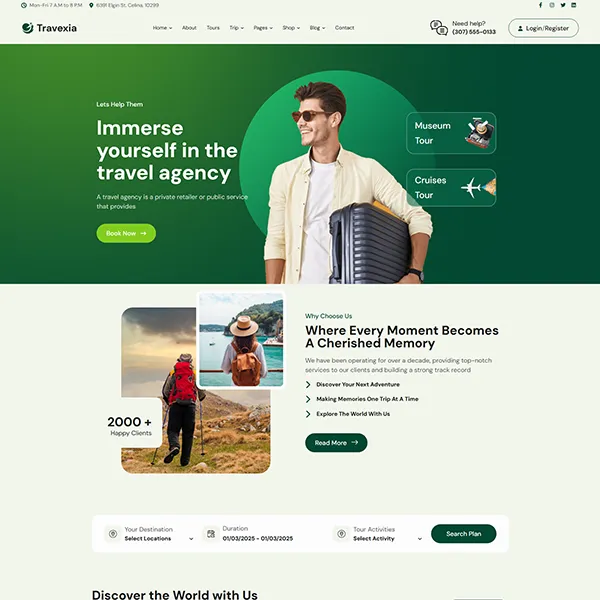 Mon-Fri 7 AM to 8 PM
6391 Elgin St. Celina, 10299
Travexia
Home
About
Tours
Trip
Pages
Shop
Blog
Contact
Need help?
(307) 555-0133
Login/Register
Lets Help Them
Immerse
yourself in the
travel agency
A travel agency is a private retailer or public service
that provides
Book Now
Museum
Tour
Cruises
Tour
Why Choose Us
Where Every Moment Becomes
A Cherished Memory
We have been operating for over a decade, providing top-notch
services to our clients and building a strong track record
Discover Your Next Adventure
Making Memories One Trip At A Time
Explore The World With Us
Read More
2000 +
Happy Clients
Your Destination
Select Locations
Duration
01/03/2025 - 01/03/2025
Tour Activities
Select Activity
Search Plan
Discover the World with Us